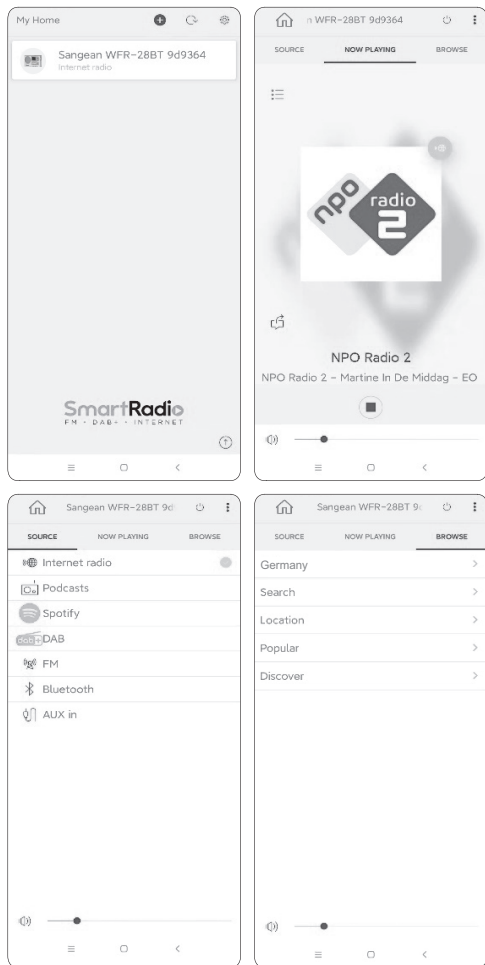 My Home
Sangean WFR-28BT 9d9364
Internet radio
SmartRadio
FM • DAB+ • INTERNET
n WFR-28BT 9d9364
SOURCE NOW PLAYING BROWSE
npo radio 2
NPO Radio 2
NPO Radio 2 - Martine In De Middag - EO
Sangean WFR-28BT 9d
SOURCE NOW PLAYING BROWSE
Internet radio
Podcasts
Spotify
dab+ DAB
FM
Bluetooth
AUX in
Sangean WFR-28BT 9
SOURCE NOW PLAYING BROWSE
Germany
Search
Location
Popular
Discover